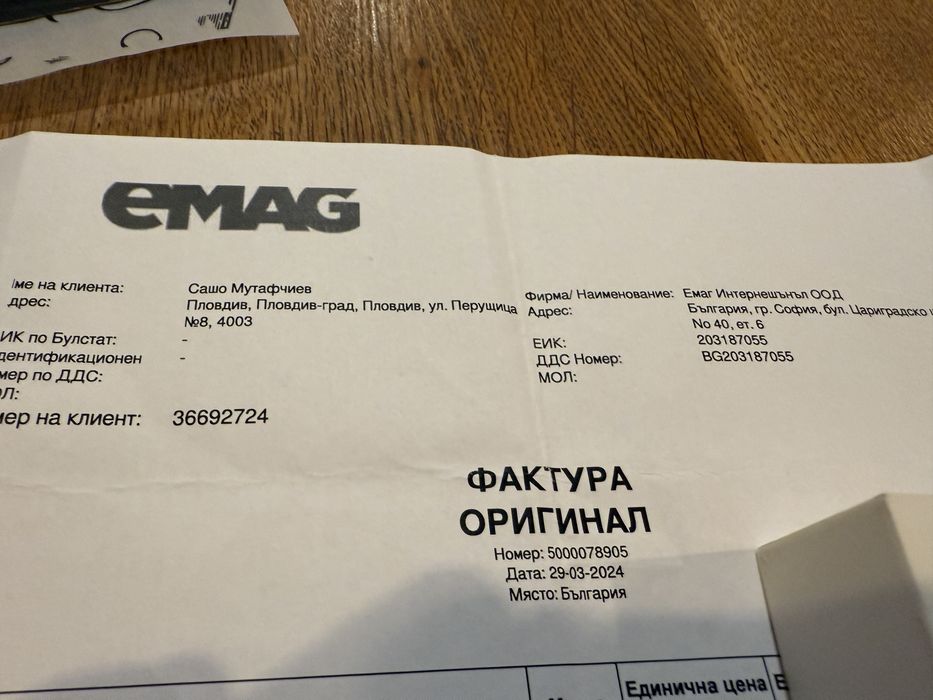 eMAG
ме на клиента: Сашо Мутафчиев
дрес: Пловдив, Пловдив-град, Пловдив, ул. Перущица
№8, 4003
ИК по Булстат: -
дентификационен -
мер по ДДС:
Л:
мер на клиент: 36692724
Фирма/ Наименование: Емаг Интернешънъл ООД
Адрес: България, гр. София, бул. Цариградско
No 40, ет. 6
ЕИК: 203187055
ДДС Номер: BG203187055
МОЛ:
ФАКТУРА
ОРИГИНАЛ
Номер: 5000078905
Дата: 29-03-2024
Място: България
Единична цена